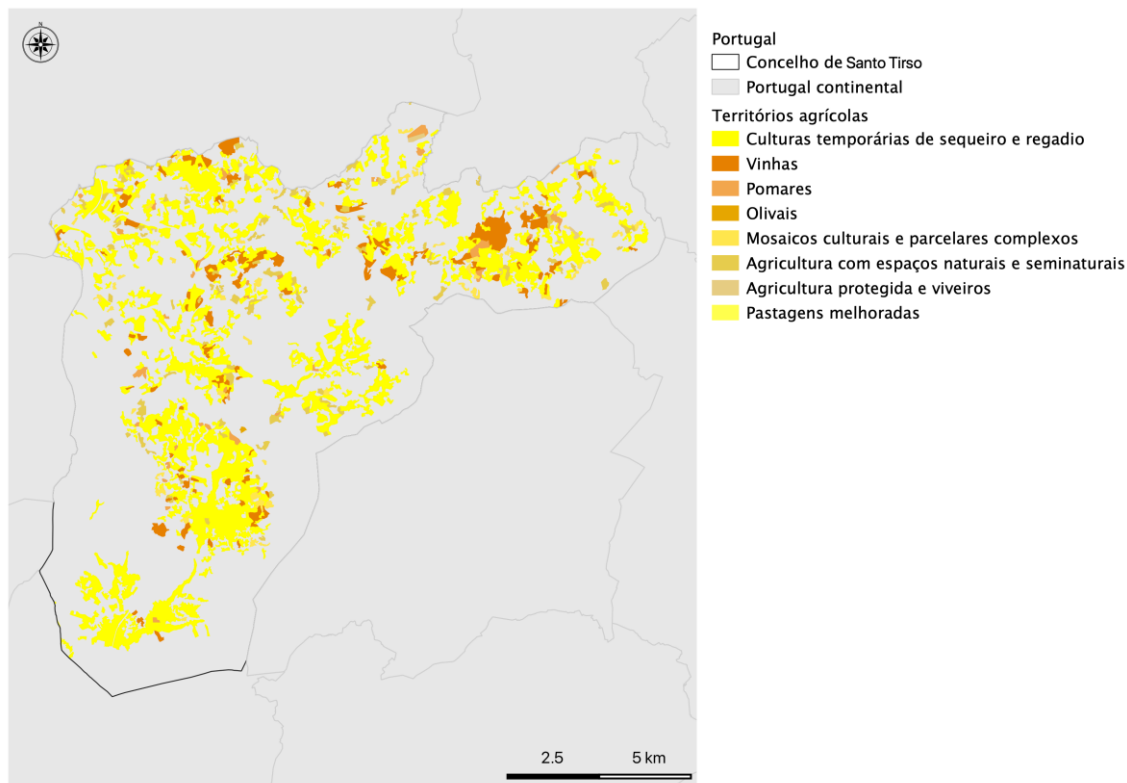 N
Portugal
Concelho de Santo Tirso
Portugal continental
Territórios agrícolas
Culturas temporárias de sequeiro e regadio
Vinhas
Pomares
Olivais
Mosaicos culturais e parcelares complexos
Agricultura com espaços naturais e seminaturais
Agricultura protegida e viveiros
Pastagens melhoradas
2.5 5 km